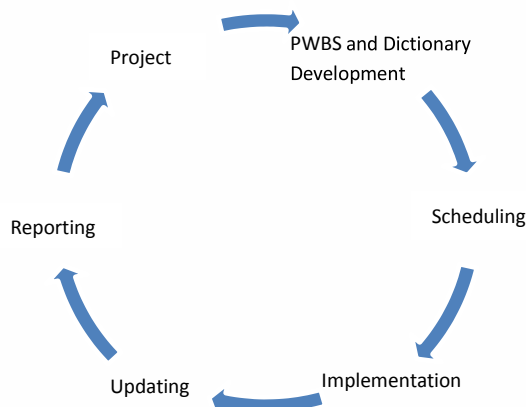 Project
PWBS and Dictionary
Development
Scheduling
Implementation
Updating
Reporting